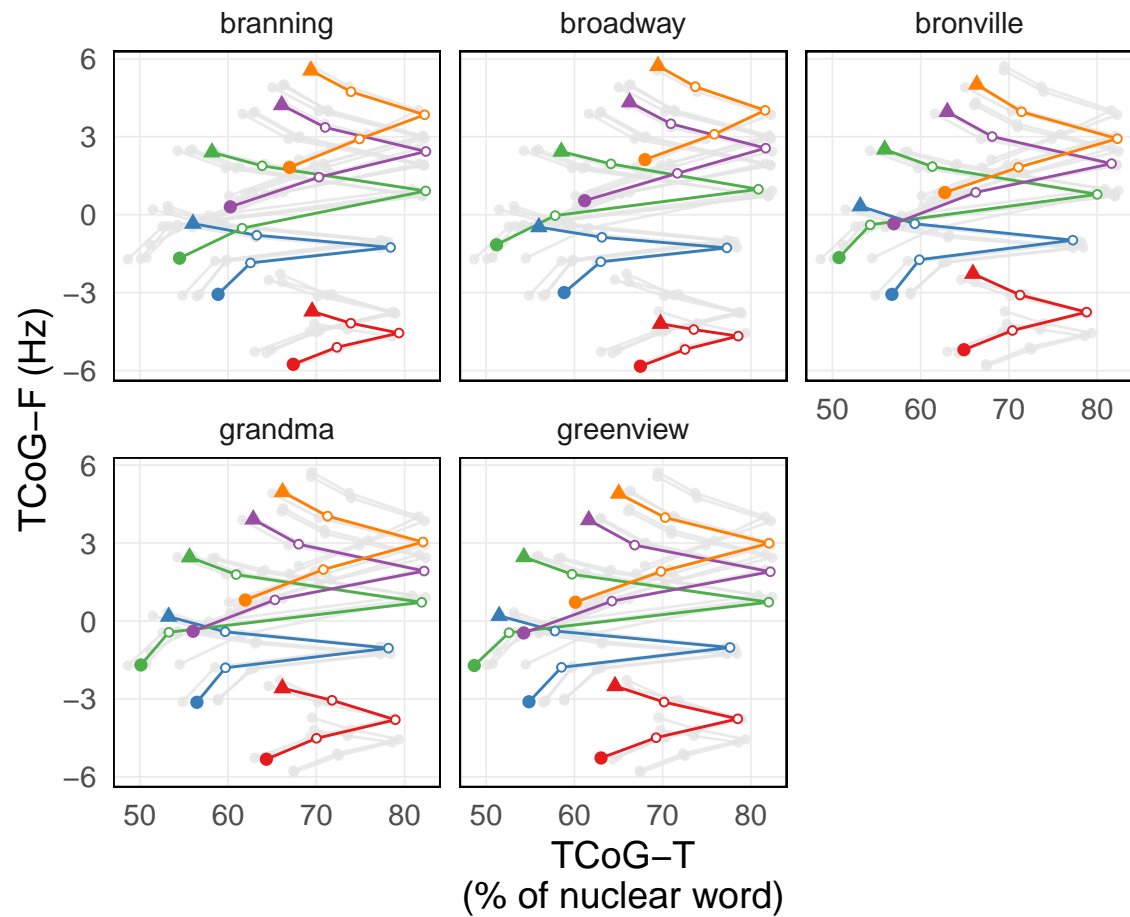 branning
broadway
bronville
6
3
0
−3
−6
50 60 70 80
grandma
greenview
6
3
0
−3
−6
50 60 70 80
50 60 70 80
TCoG−F (Hz)
TCoG−T
(% of nuclear word)